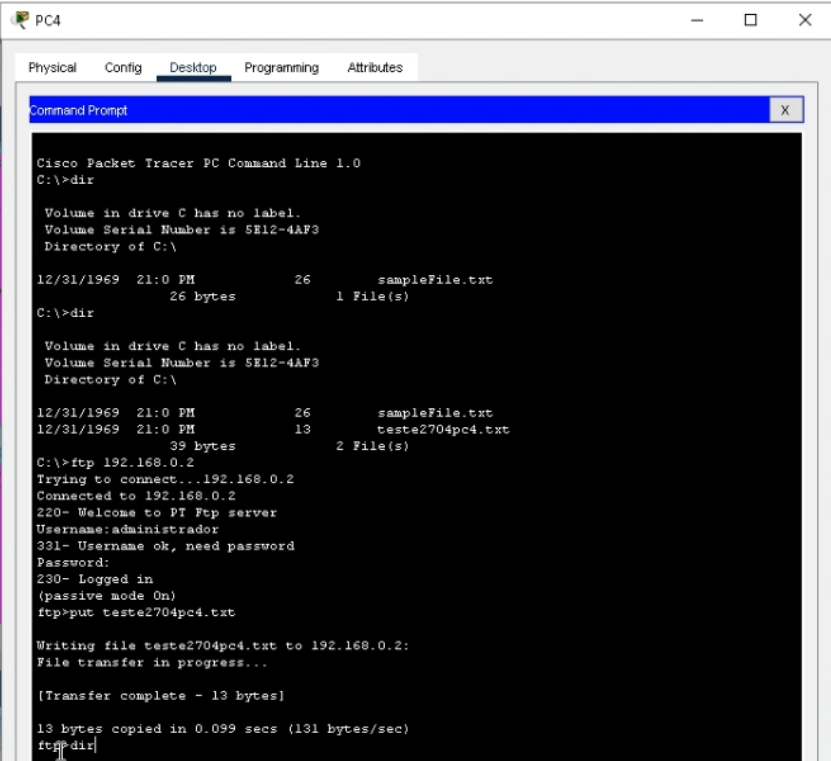 PC4
Physical Config Desktop Programming Attributes
Command Prompt
X
Cisco Packet Tracer PC Command Line 1.0
C:\>dir
Volume in drive C has no label.
Volume Serial Number is 5E12-4AF3
Directory of C:\
12/31/1969 21:0 PM 26 sampleFile.txt
26 bytes 1 File(s)
C:\>dir
Volume in drive C has no label.
Volume Serial Number is 5E12-4AF3
Directory of C:\
12/31/1969 21:0 PM 26 sampleFile.txt
12/31/1969 21:0 PM 13 teste2704pc4.txt
39 bytes 2 File(s)
C:\>ftp 192.168.0.2
Trying to connect...192.168.0.2
Connected to 192.168.0.2
220- Welcome to PT Ftp server
Username:administrador
331- Username ok, need password
Password:
230- Logged in
(passive mode On)
ftp>put teste2704pc4.txt
Writing file teste2704pc4.txt to 192.168.0.2:
File transfer in progress...
[Transfer complete - 13 bytes]
13 bytes copied in 0.099 secs (131 bytes/sec)
ftp>dir